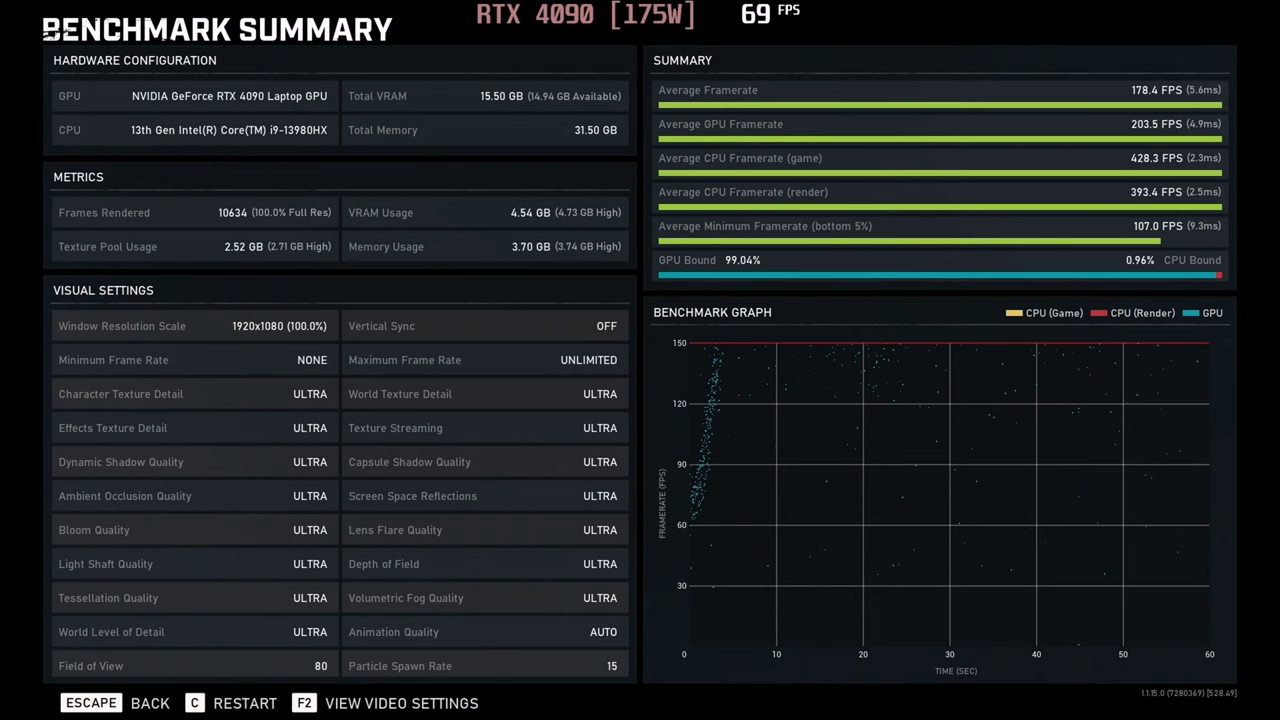 RTX 4090 [175W] 69 FPS
BENCHMARK SUMMARY
HARDWARE CONFIGURATION
GPU NVIDIA GeForce RTX 4090 Laptop GPU
Total VRAM 15.50 GB (14.94 GB Available)
CPU 13th Gen Intel(R) Core(TM) i9-13980HX
Total Memory 31.50 GB
METRICS
Frames Rendered 10634 (100.0% Full Res)
VRAM Usage 4.54 GB (4.73 GB High)
Texture Pool Usage 2.52 GB (2.71 GB High)
Memory Usage 3.70 GB (3.74 GB High)
VISUAL SETTINGS
Window Resolution Scale 1920x1080 (100.0%)
Vertical Sync OFF
Minimum Frame Rate NONE
Maximum Frame Rate UNLIMITED
Character Texture Detail ULTRA
World Texture Detail ULTRA
Effects Texture Detail ULTRA
Texture Streaming ULTRA
Dynamic Shadow Quality ULTRA
Capsule Shadow Quality ULTRA
Ambient Occlusion Quality ULTRA
Screen Space Reflections ULTRA
Bloom Quality ULTRA
Lens Flare Quality ULTRA
Light Shaft Quality ULTRA
Depth of Field ULTRA
Tessellation Quality ULTRA
Volumetric Fog Quality ULTRA
World Level of Detail ULTRA
Animation Quality AUTO
Field of View 80
Particle Spawn Rate 15
SUMMARY
Average Framerate 178.4 FPS (5.6ms)
Average GPU Framerate 203.5 FPS (4.9ms)
Average CPU Framerate (game) 428.3 FPS (2.3ms)
Average CPU Framerate (render) 393.4 FPS (2.5ms)
Average Minimum Framerate (bottom 5%) 107.0 FPS (9.3ms)
GPU Bound 99.04% 0.96% CPU Bound
BENCHMARK GRAPH
CPU (Game) CPU (Render) GPU
150
120
90
60
30
FRAMERATE (FPS)
0 10 20 30 40 50 60
TIME (SEC)
ESCAPE BACK C RESTART F2 VIEW VIDEO SETTINGS
1.1.15.0 (7280369) [528.49]